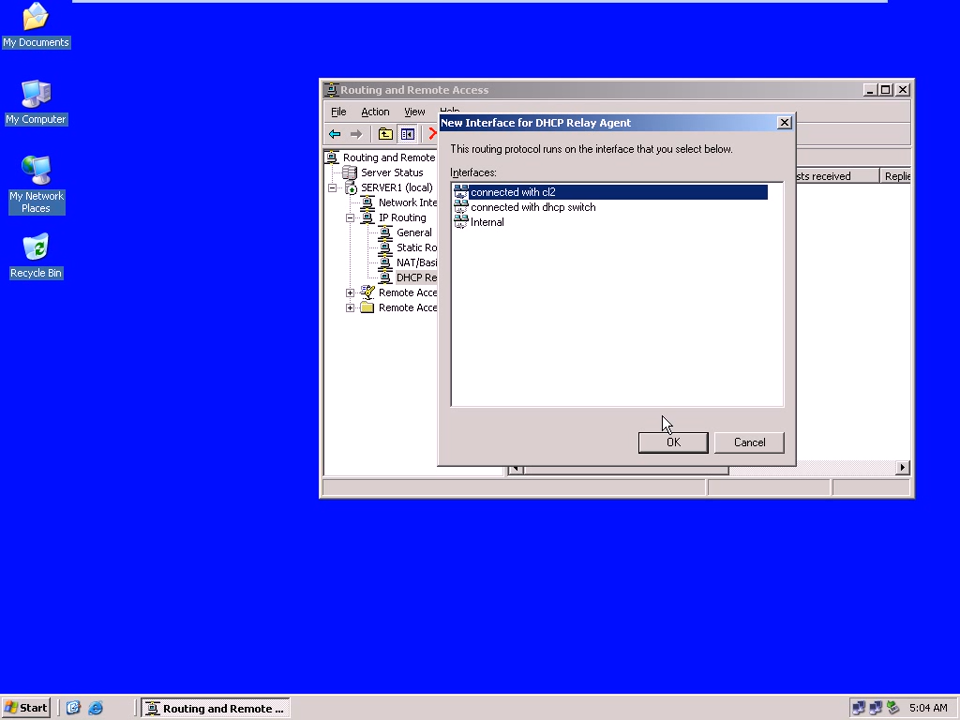 My Documents
My Computer
My Network
Places
Recycle Bin
Routing and Remote Access
File Action View Help
New Interface for DHCP Relay Agent
This routing protocol runs on the interface that you select below.
Interfaces:
connected with cl2
connected with dhcp switch
Internal
OK Cancel
Routing and Remote
Server Status
SERVER1 (local)
Network Inte
IP Routing
General
Static Ro
NAT/Basi
DHCP Re
Remote Acce
Remote Acce
sts received Replie
Start
Routing and Remote ...
5:04 AM